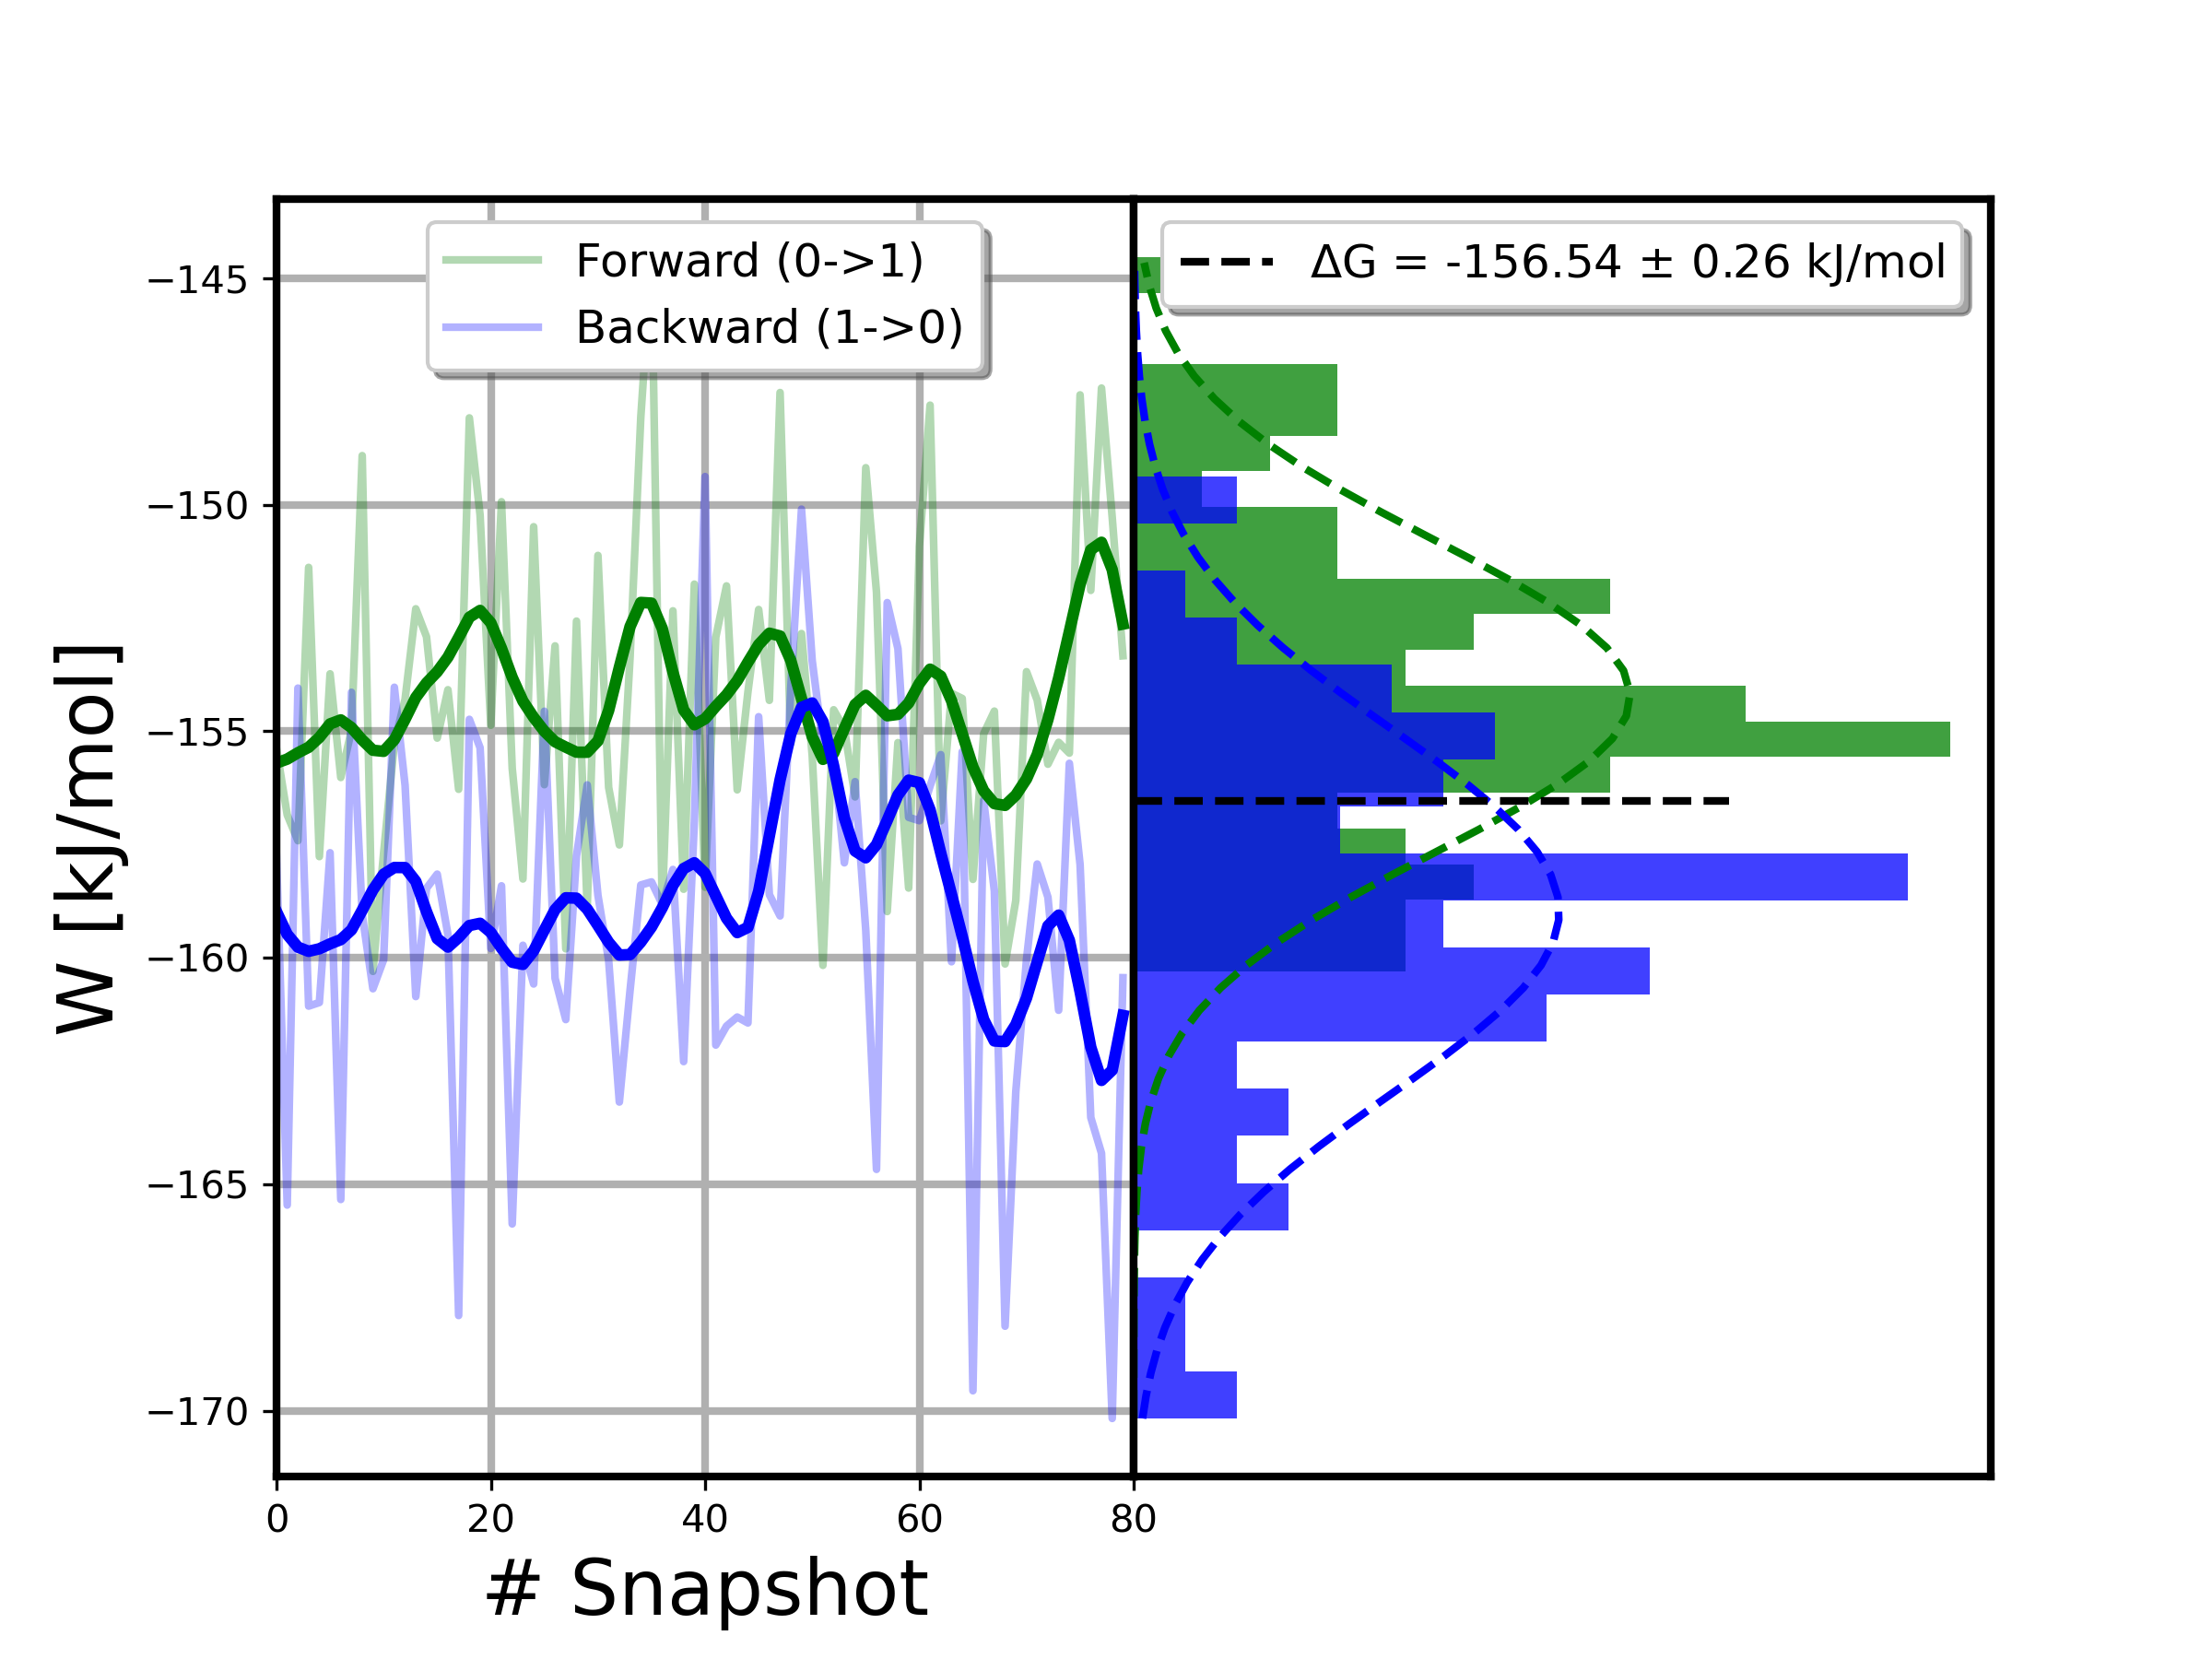 Forward (0->1)
Backward (1->0)
ΔG = -156.54 ± 0.26 kJ/mol
W [kJ/mol]
−145
−150
−155
−160
−165
−170
0 20 40 60 80
# Snapshot